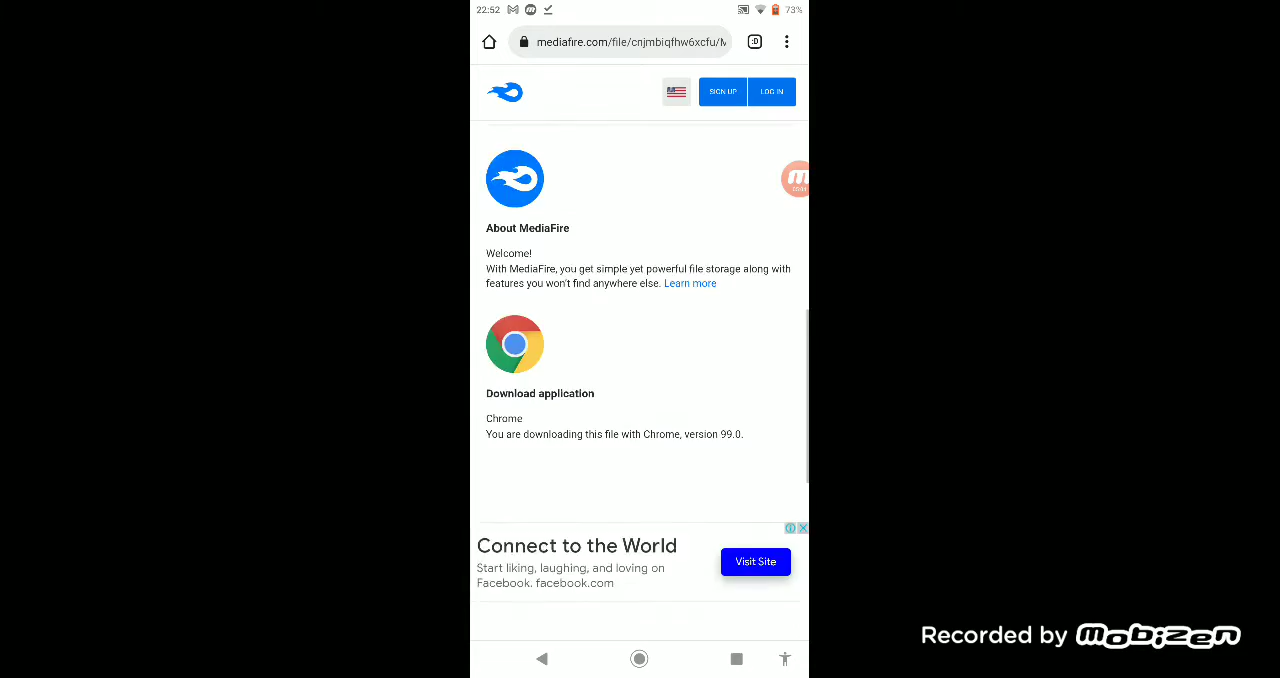 22:52
73%
mediafire.com/file/cnjmbiqfhw6xcfu/M
:D
SIGN UP
LOG IN
00:04
About MediaFire
Welcome!
With MediaFire, you get simple yet powerful file storage along with
features you won't find anywhere else. Learn more
Download application
Chrome
You are downloading this file with Chrome, version 99.0.
Connect to the World
Start liking, laughing, and loving on
Facebook. facebook.com
Visit Site
Recorded by mobizen